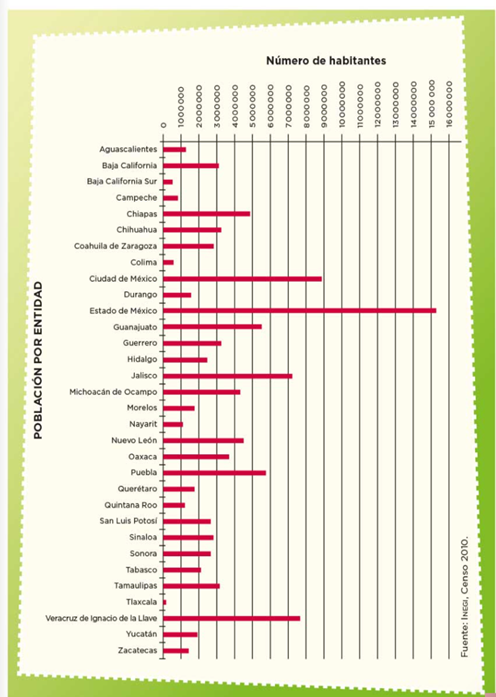 Número de habitantes
0
1000000
2000000
3000000
4000000
5000000
6000000
7000000
8000000
9000000
10000000
11000000
12000000
13000000
14000000
15 000 000
16000000
POBLACIÓN POR ENTIDAD
Aguascalientes
Baja California
Baja California Sur
Campeche
Chiapas
Chihuahua
Coahuila de Zaragoza
Colima
Ciudad de México
Durango
Estado de México
Guanajuato
Guerrero
Hidalgo
Jalisco
Michoacán de Ocampo
Morelos
Nayarit
Nuevo León
Oaxaca
Puebla
Querétaro
Quintana Roo
San Luis Potosí
Sinaloa
Sonora
Tabasco
Tamaulipas
Tlaxcala
Veracruz de Ignacio de la Llave
Yucatán
Zacatecas
Fuente: INEGI, Censo 2010.